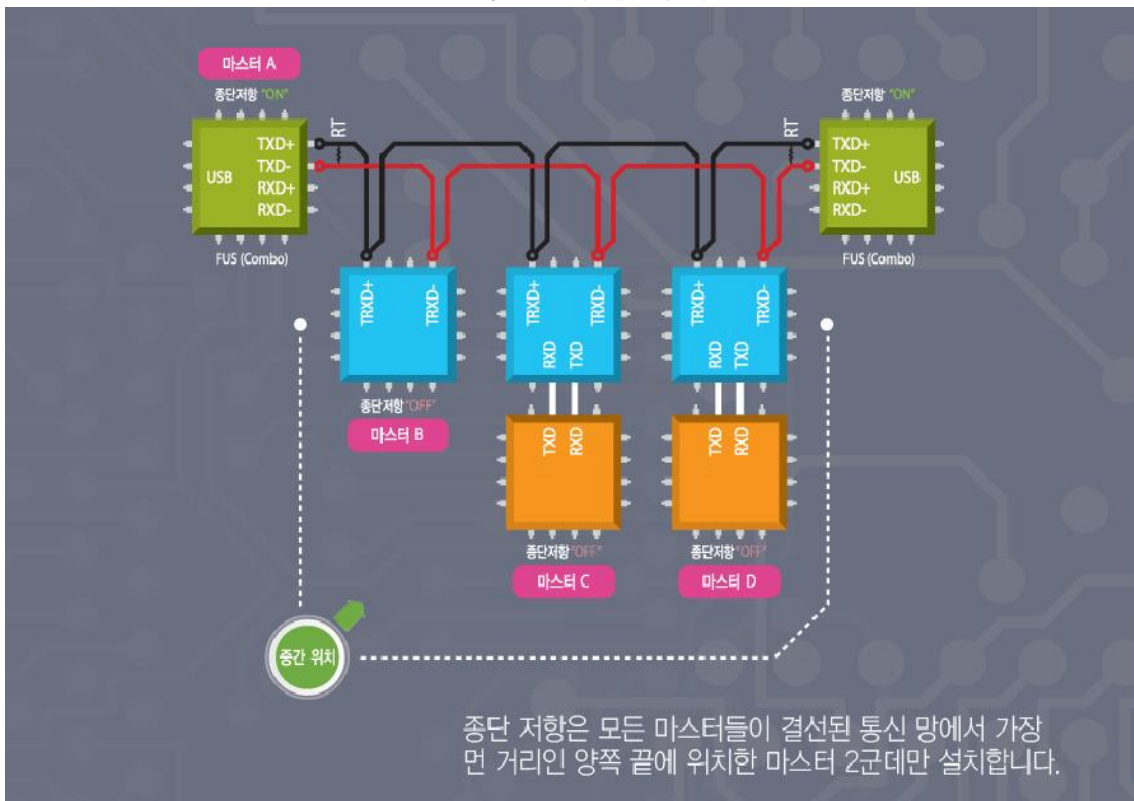 마스터 A
종단저항 "ON"
종단저항 "ON"
RT
RT
TXD+
TXD-
RXD+
RXD-
USB
TXD+
TXD-
RXD+
RXD-
USB
FUS (Combo)
FUS (Combo)
TRXD+
TRXD-
TRXD+
TRXD-
TRXD+
TRXD-
RXD
TXD
RXD
TXD
종단저항"OFF"
마스터 B
TXD
RXD
TXD
RXD
종단저항"OFF"
종단저항"OFF"
마스터 C
마스터 D
중간 위치
종단 저항은 모든 마스터들이 결선된 통신 망에서 가장
먼 거리인 양쪽 끝에 위치한 마스터 2군데만 설치합니다.